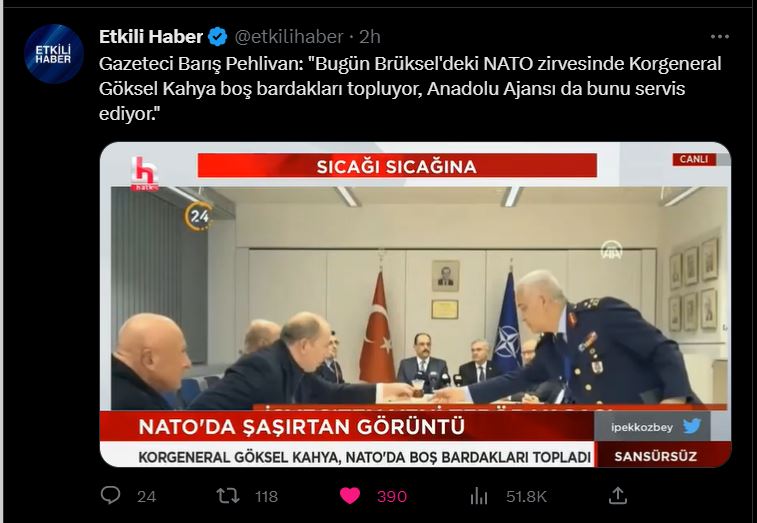 ETKİLİ HABER
Etkili Haber @etkilihaber · 2h
Gazeteci Barış Pehlivan: "Bugün Brüksel'deki NATO zirvesinde Korgeneral
Göksel Kahya boş bardakları topluyor, Anadolu Ajansı da bunu servis
ediyor."
h
halk
SICAĞI SICAĞINA
CANLI
24
AA
NATO'DA ŞAŞIRTAN GÖRÜNTÜ
ipekkozbey
KORGENERAL GÖKSEL KAHYA, NATO'DA BOŞ BARDAKLARI TOPLADI
SANSÜRSÜZ
24 118 390 51.8K